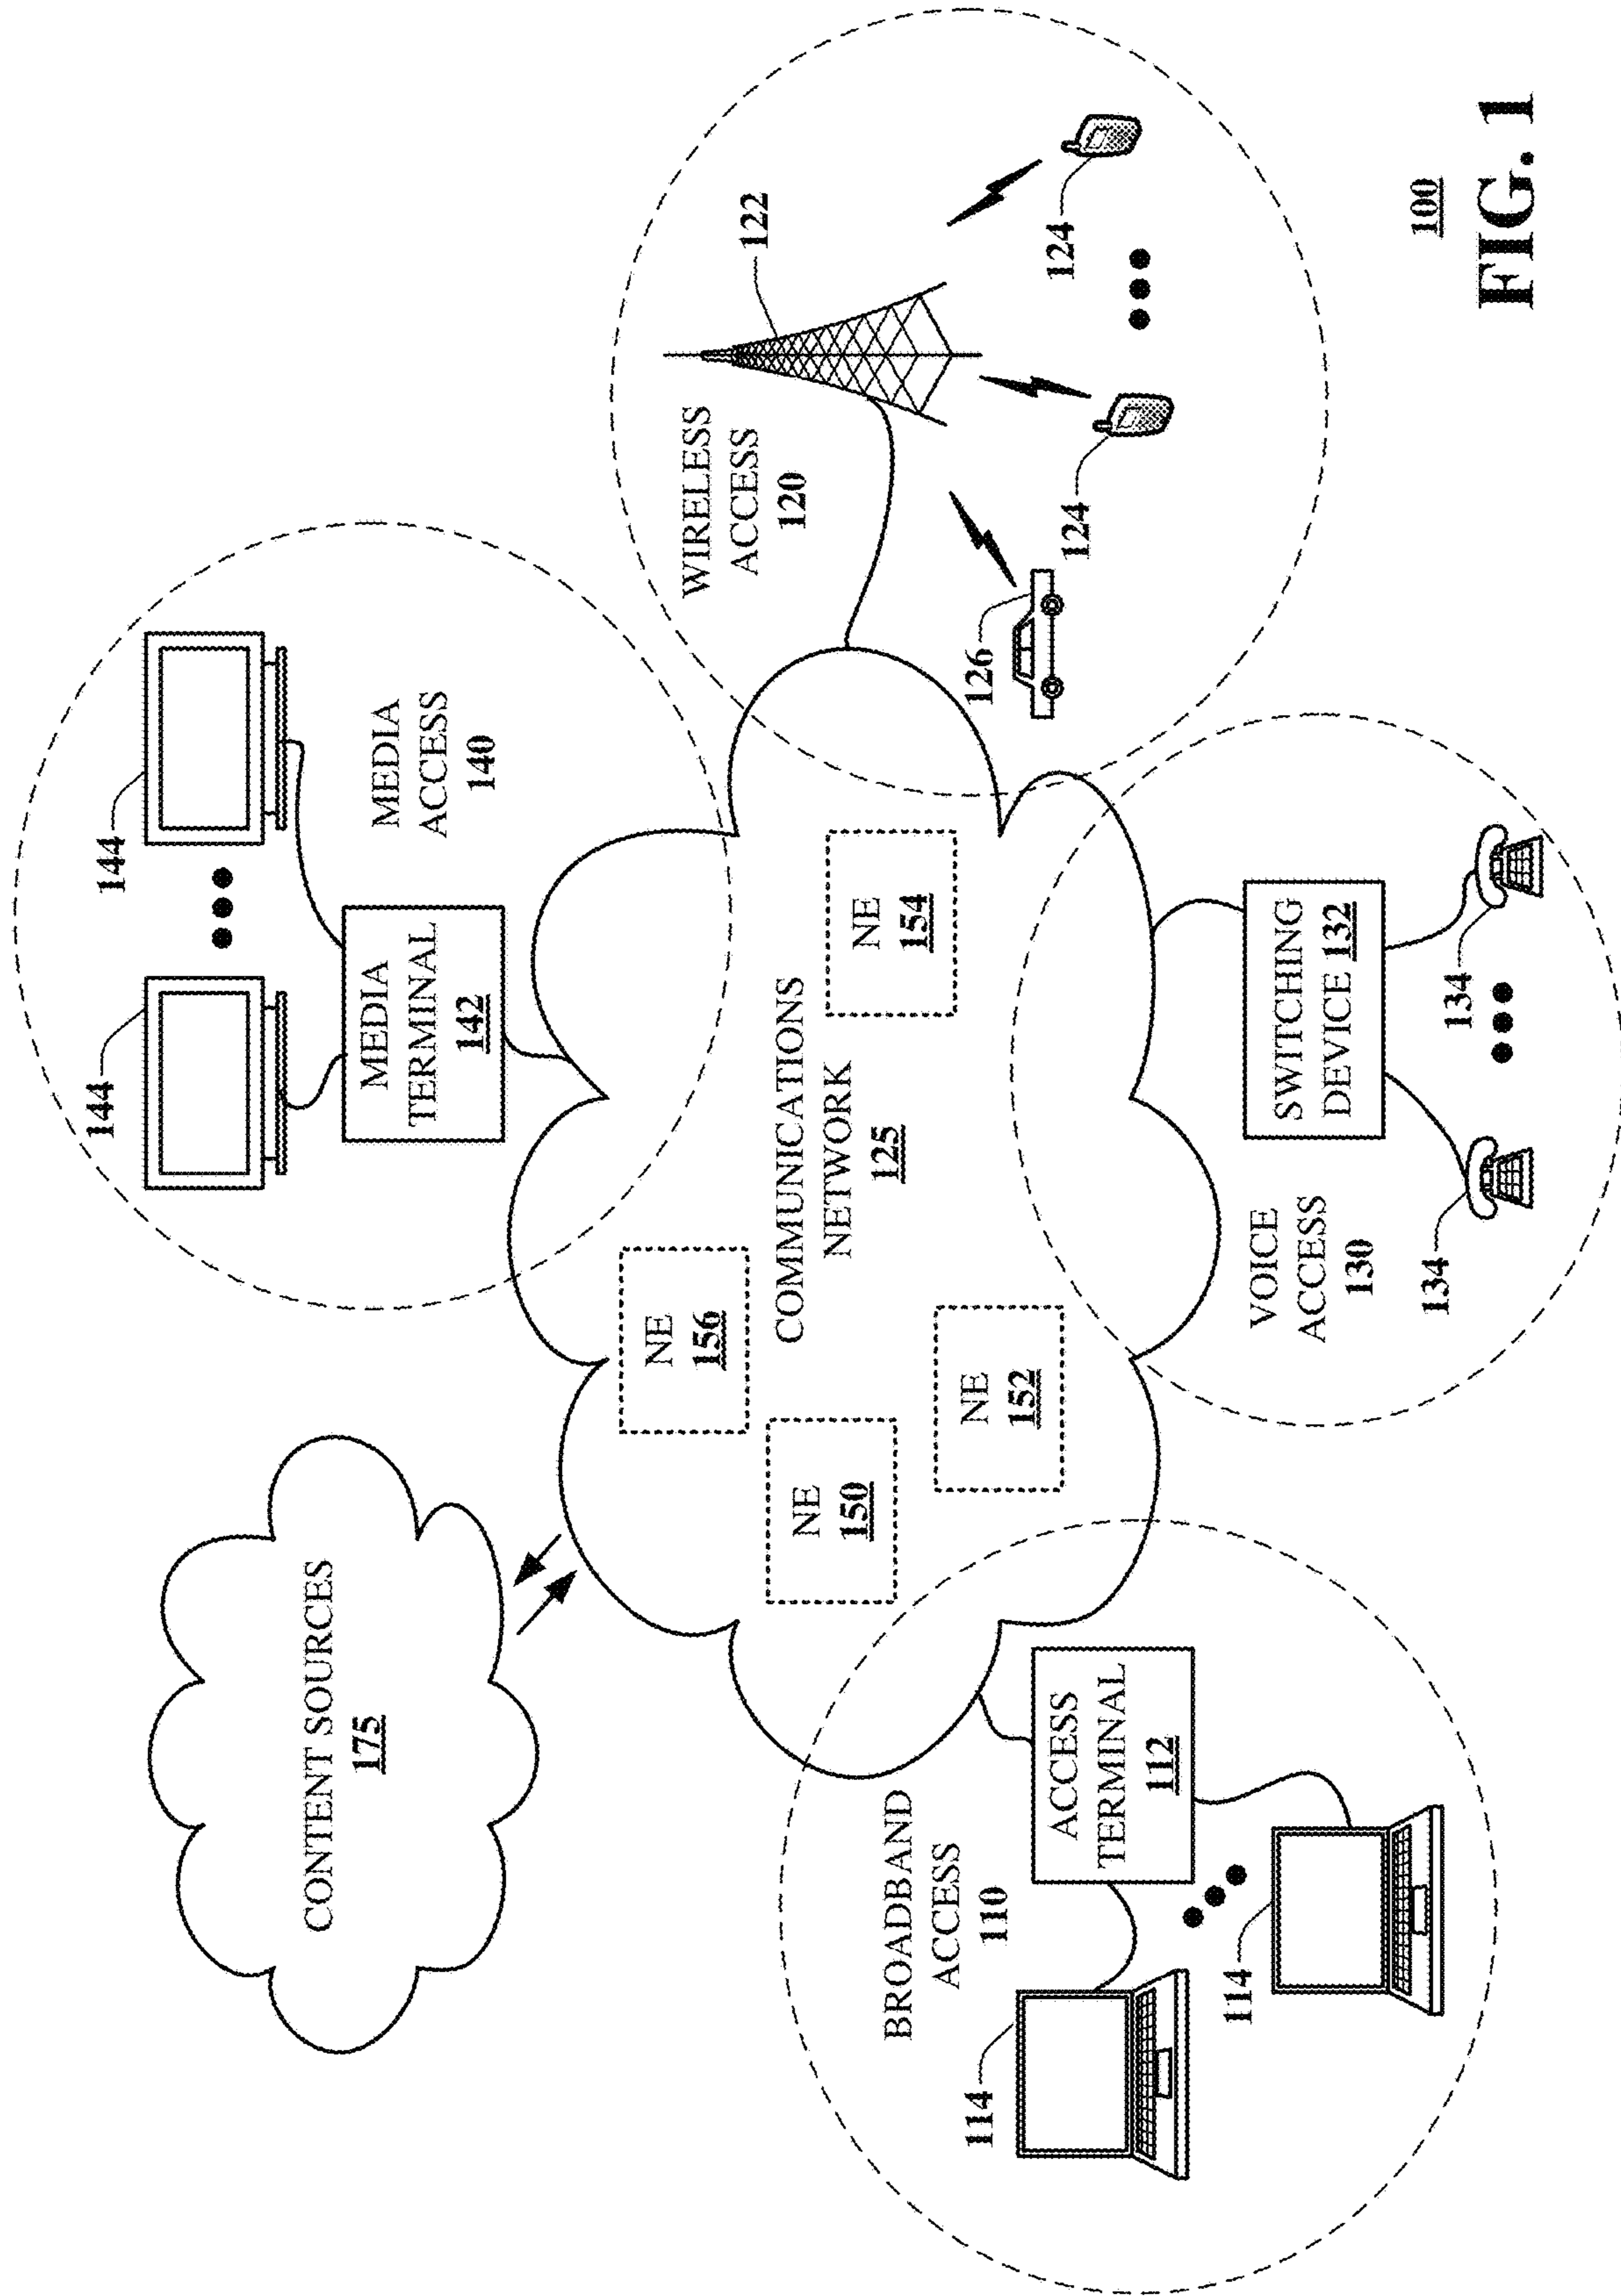 CONTENT SOURCES
175
144
144
MEDIA
TERMINAL
142
MEDIA
ACCESS
140
NE
156
NE
150
NE
152
COMMUNICATIONS
NETWORK
125
NE
154
WIRELESS
ACCESS
120
122
126
124
124
BROADBAND
ACCESS
110
ACCESS
TERMINAL
112
114
114
VOICE
ACCESS
130
SWITCHING
DEVICE 132
134
134
100
FIG. 1